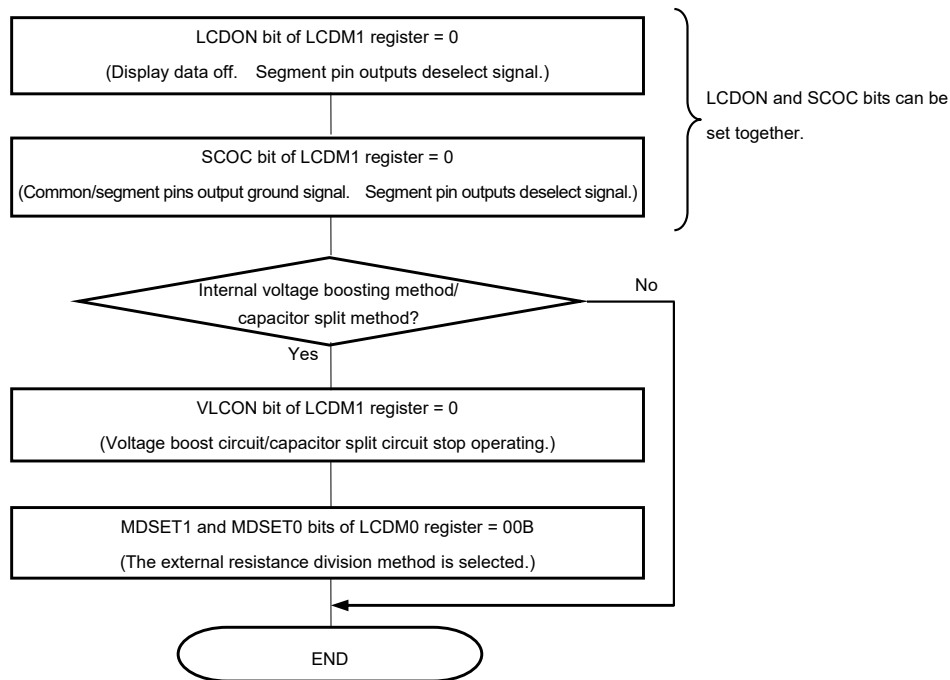 LCDON bit of LCDM1 register = 0
(Display data off. Segment pin outputs deselect signal.)
LCDON and SCOC bits can be
set together.
SCOC bit of LCDM1 register = 0
(Common/segment pins output ground signal. Segment pin outputs deselect signal.)
Internal voltage boosting method/
capacitor split method?
No
Yes
VLCON bit of LCDM1 register = 0
(Voltage boost circuit/capacitor split circuit stop operating.)
MDSET1 and MDSET0 bits of LCDM0 register = 00B
(The external resistance division method is selected.)
END